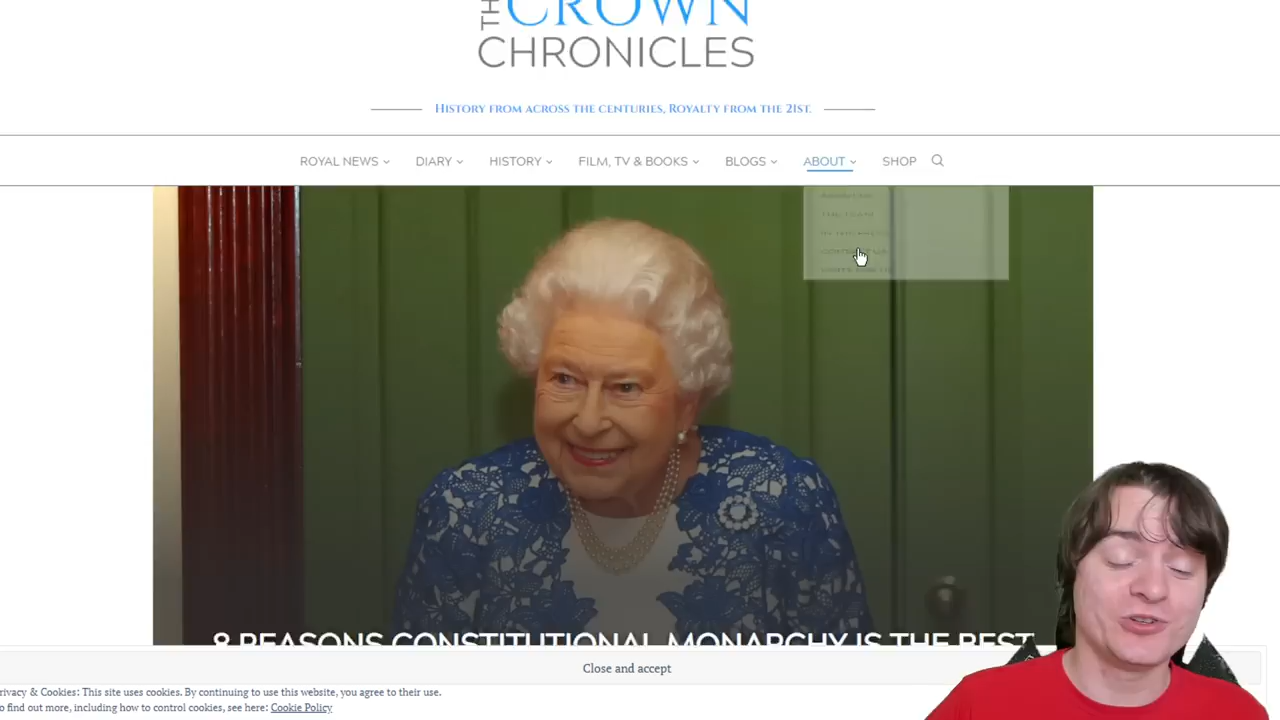 THE CROWN
CHRONICLES
HISTORY FROM ACROSS THE CENTURIES, ROYALTY FROM THE 21ST.
ROYAL NEWS DIARY HISTORY FILM, TV & BOOKS BLOGS ABOUT SHOP
8 REASONS CONSTITUTIONAL MONARCHY IS THE BEST
Close and accept
rivacy & Cookies: This site uses cookies. By continuing to use this website, you agree to their use.
o find out more, including how to control cookies, see here: Cookie Policy